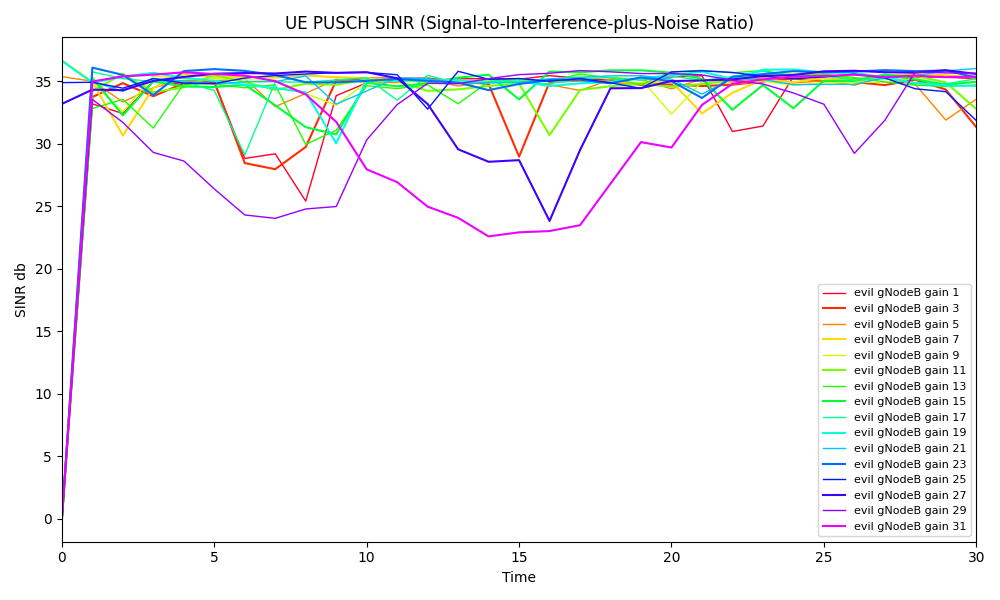 UE PUSCH SINR (Signal-to-Interference-plus-Noise Ratio)
SINR db
35
30
25
20
15
10
5
0
evil gNodeB gain 1
evil gNodeB gain 3
evil gNodeB gain 5
evil gNodeB gain 7
evil gNodeB gain 9
evil gNodeB gain 11
evil gNodeB gain 13
evil gNodeB gain 15
evil gNodeB gain 17
evil gNodeB gain 19
evil gNodeB gain 21
evil gNodeB gain 23
evil gNodeB gain 25
evil gNodeB gain 27
evil gNodeB gain 29
evil gNodeB gain 31
0 5 10 15 20 25 30
Time